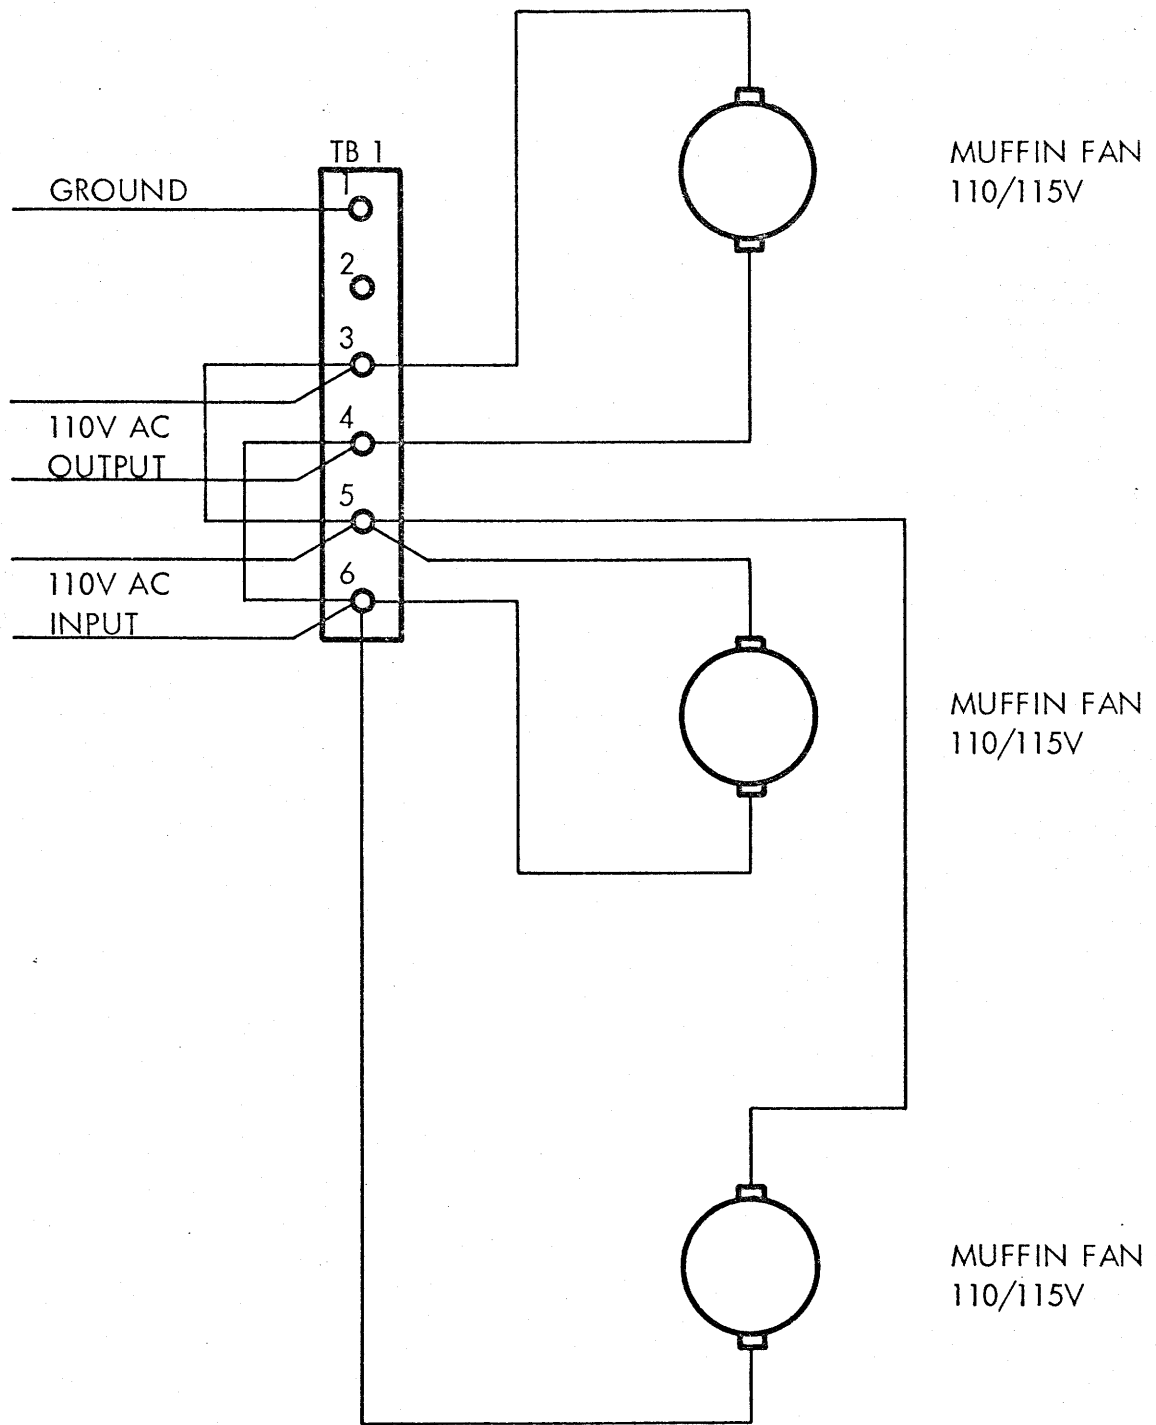 TB 1
GROUND
1
2
3
4
5
6
110V AC
OUTPUT
110V AC
INPUT
MUFFIN FAN
110/115V
MUFFIN FAN
110/115V
MUFFIN FAN
110/115V